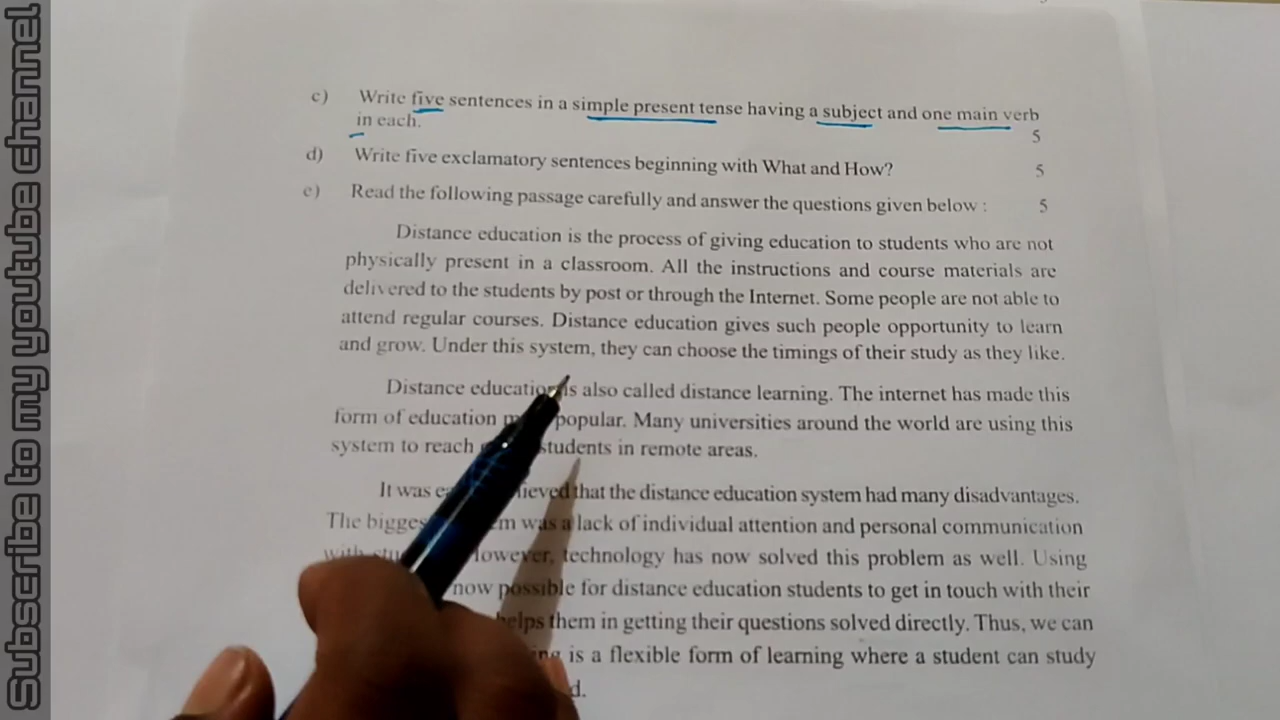 Subscribe to my youtube channel
c) Write five sentences in a simple present tense having a subject and one main verb
in each. 5
d) Write five exclamatory sentences beginning with What and How? 5
e) Read the following passage carefully and answer the questions given below : 5
Distance education is the process of giving education to students who are not
physically present in a classroom. All the instructions and course materials are
delivered to the students by post or through the Internet. Some people are not able to
attend regular courses. Distance education gives such people opportunity to learn
and grow. Under this system, they can choose the timings of their study as they like.
Distance education is also called distance learning. The internet has made this
form of education popular. Many universities around the world are using this
system to reach students in remote areas.
It was that the distance education system had many disadvantages.
The was a lack of individual attention and personal communication
with However, technology has now solved this problem as well. Using
now possible for distance education students to get in touch with their
helps them in getting their questions solved directly. Thus, we can
is a flexible form of learning where a student can study